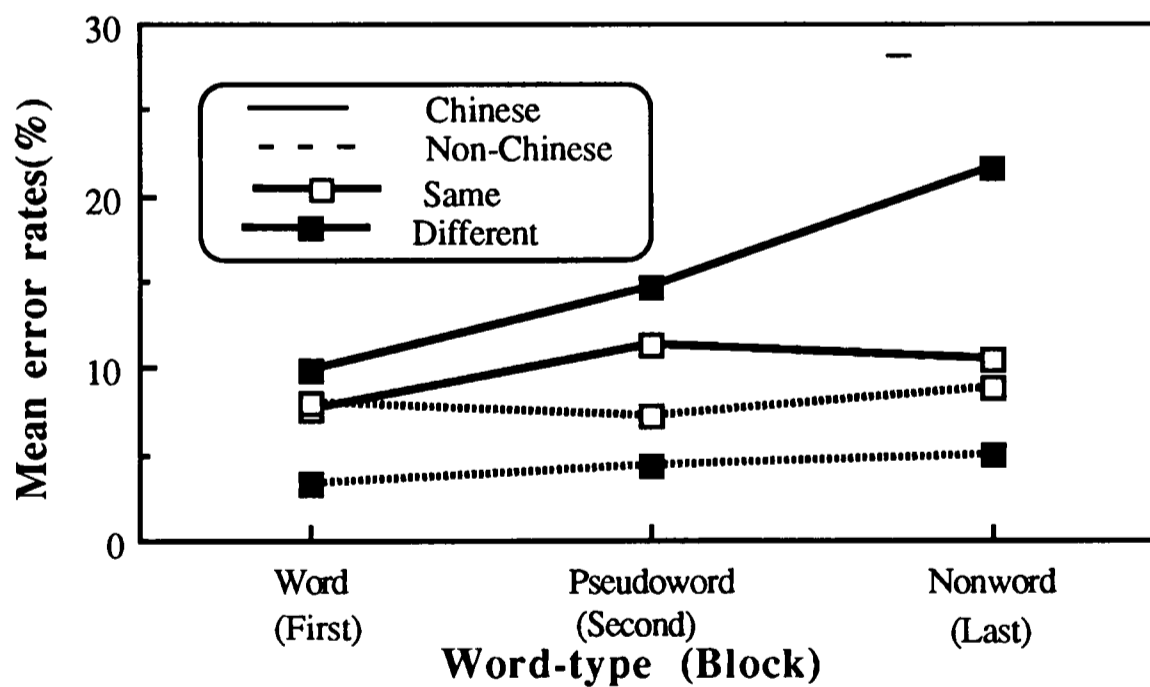 30
20
10
0
Mean error rates(%)
Chinese
Non-Chinese
Same
Different
Word
(First)
Pseudoword
(Second)
Nonword
(Last)
Word-type (Block)